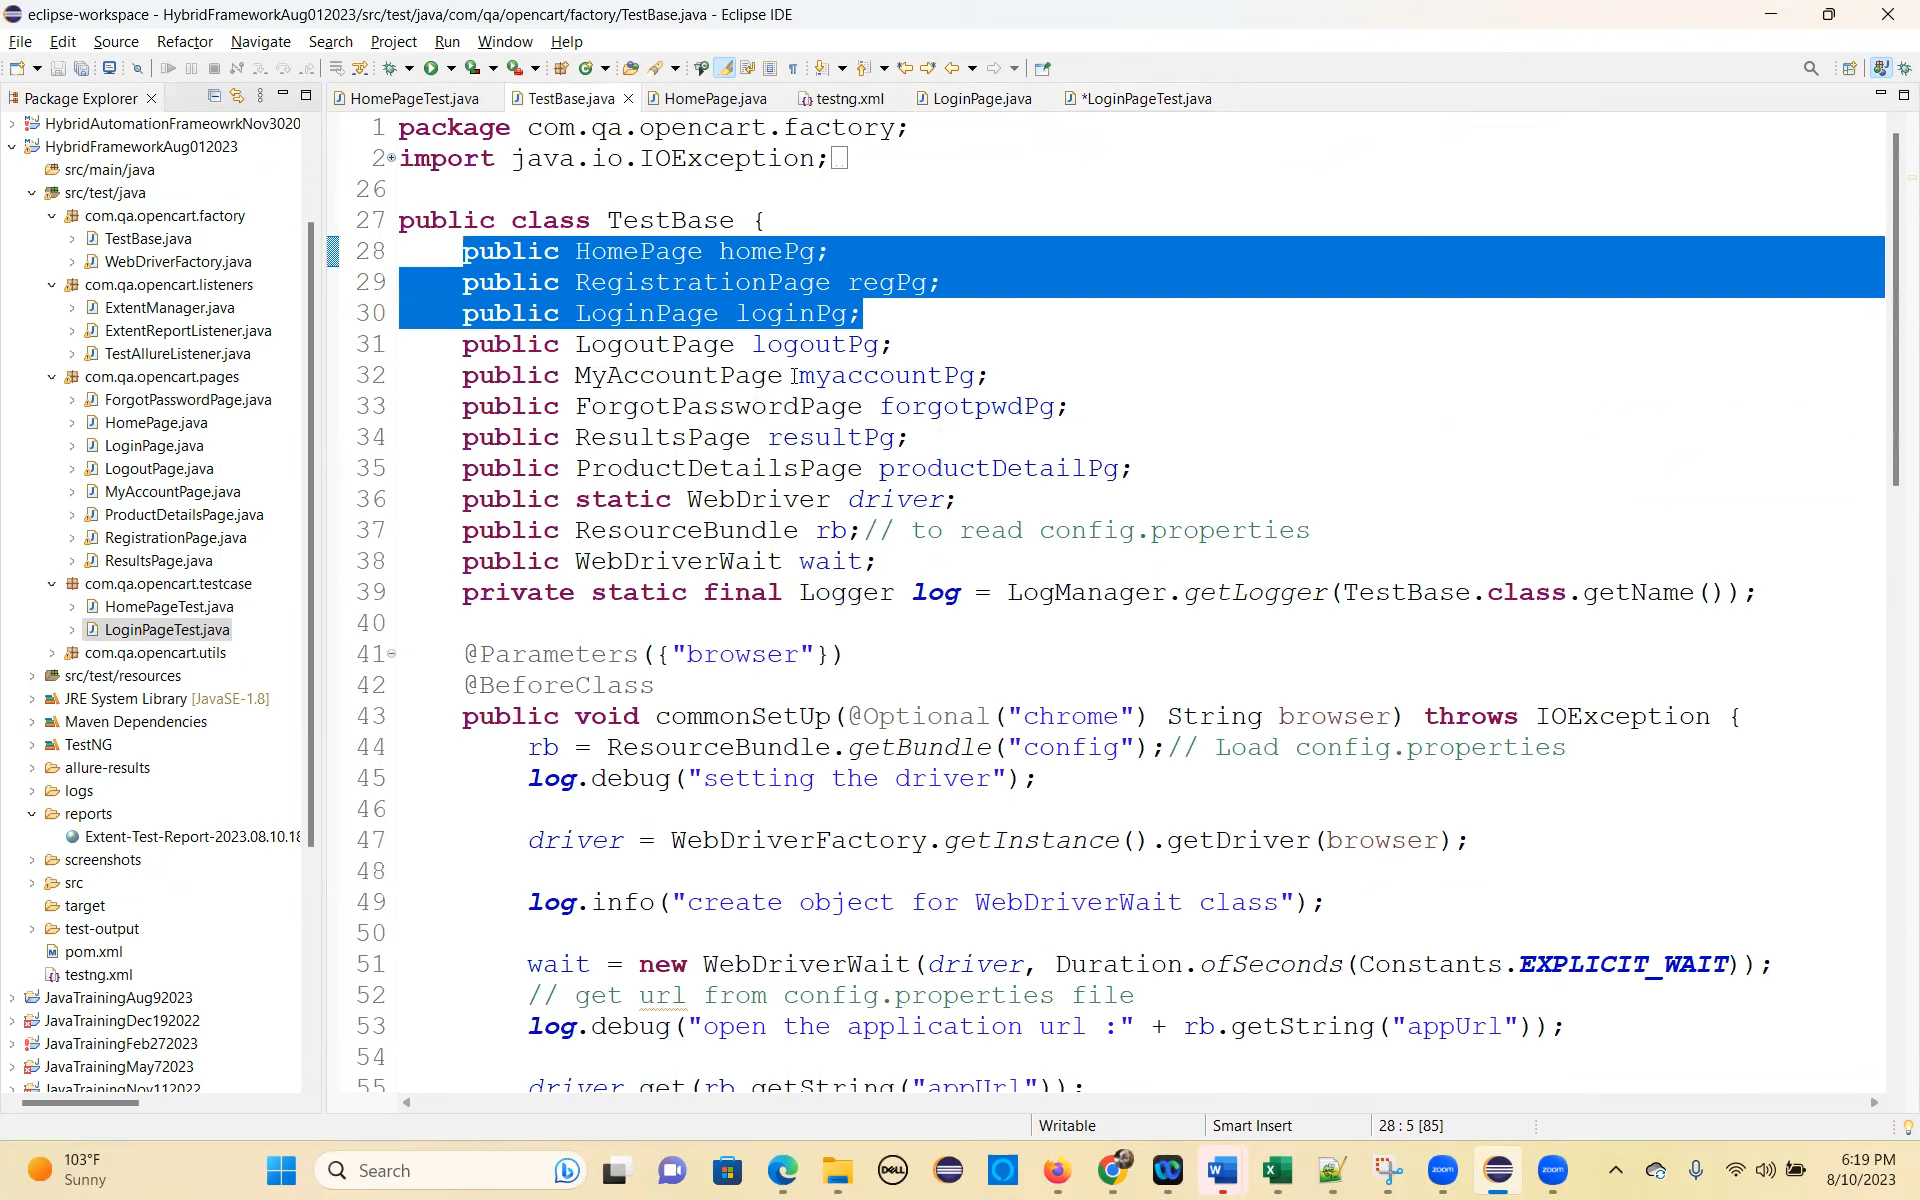 eclipse-workspace - HybridFrameworkAug012023/src/test/java/com/qa/opencart/factory/TestBase.java - Eclipse IDE
File Edit Source Refactor Navigate Search Project Run Window Help
Package Explorer
HybridAutomationFrameowrkNov3020
HybridFrameworkAug012023
src/main/java
src/test/java
com.qa.opencart.factory
TestBase.java
WebDriverFactory.java
com.qa.opencart.listeners
ExtentManager.java
ExtentReportListener.java
TestAllureListener.java
com.qa.opencart.pages
ForgotPasswordPage.java
HomePage.java
LoginPage.java
LogoutPage.java
MyAccountPage.java
ProductDetailsPage.java
RegistrationPage.java
ResultsPage.java
com.qa.opencart.testcase
HomePageTest.java
LoginPageTest.java
com.qa.opencart.utils
src/test/resources
JRE System Library [JavaSE-1.8]
Maven Dependencies
TestNG
allure-results
logs
reports
Extent-Test-Report-2023.08.10.18
screenshots
src
target
test-output
pom.xml
testng.xml
JavaTrainingAug92023
JavaTrainingDec192022
JavaTrainingFeb272023
JavaTrainingMay72023
JavaTrainingNov112022
HomePageTest.java TestBase.java HomePage.java testng.xml LoginPage.java *LoginPageTest.java
1 package com.qa.opencart.factory;
2 import java.io.IOException;
26
27 public class TestBase {
28 public HomePage homePg;
29 public RegistrationPage regPg;
30 public LoginPage loginPg;
31 public LogoutPage logoutPg;
32 public MyAccountPage myaccountPg;
33 public ForgotPasswordPage forgotpwdPg;
34 public ResultsPage resultPg;
35 public ProductDetailsPage productDetailPg;
36 public static WebDriver driver;
37 public ResourceBundle rb;// to read config.properties
38 public WebDriverWait wait;
39 private static final Logger log = LogManager.getLogger(TestBase.class.getName());
40
41 @Parameters({"browser"})
42 @BeforeClass
43 public void commonSetUp(@Optional("chrome") String browser) throws IOException {
44 rb = ResourceBundle.getBundle("config");// Load config.properties
45 log.debug("setting the driver");
46
47 driver = WebDriverFactory.getInstance().getDriver(browser);
48
49 log.info("create object for WebDriverWait class");
50
51 wait = new WebDriverWait(driver, Duration.ofSeconds(Constants.EXPLICIT_WAIT));
52 // get url from config.properties file
53 log.debug("open the application url :" + rb.getString("appUrl"));
54
55 driver.get(rb.getString("appUrl"));
Writable Smart Insert 28 : 5 [85]
103°F
Sunny
Search
DELL
zoom
zoom
6:19 PM
8/10/2023